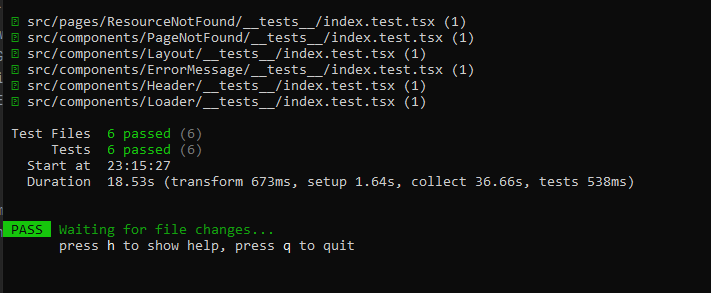 src/pages/ResourceNotFound/__tests__/index.test.tsx (1)
src/components/PageNotFound/__tests__/index.test.tsx (1)
src/components/Layout/__tests__/index.test.tsx (1)
src/components/ErrorMessage/__tests__/index.test.tsx (1)
src/components/Header/__tests__/index.test.tsx (1)
src/components/Loader/__tests__/index.test.tsx (1)
Test Files 6 passed (6)
Tests 6 passed (6)
Start at 23:15:27
Duration 18.53s (transform 673ms, setup 1.64s, collect 36.66s, tests 538ms)
PASS Waiting for file changes...
press h to show help, press q to quit